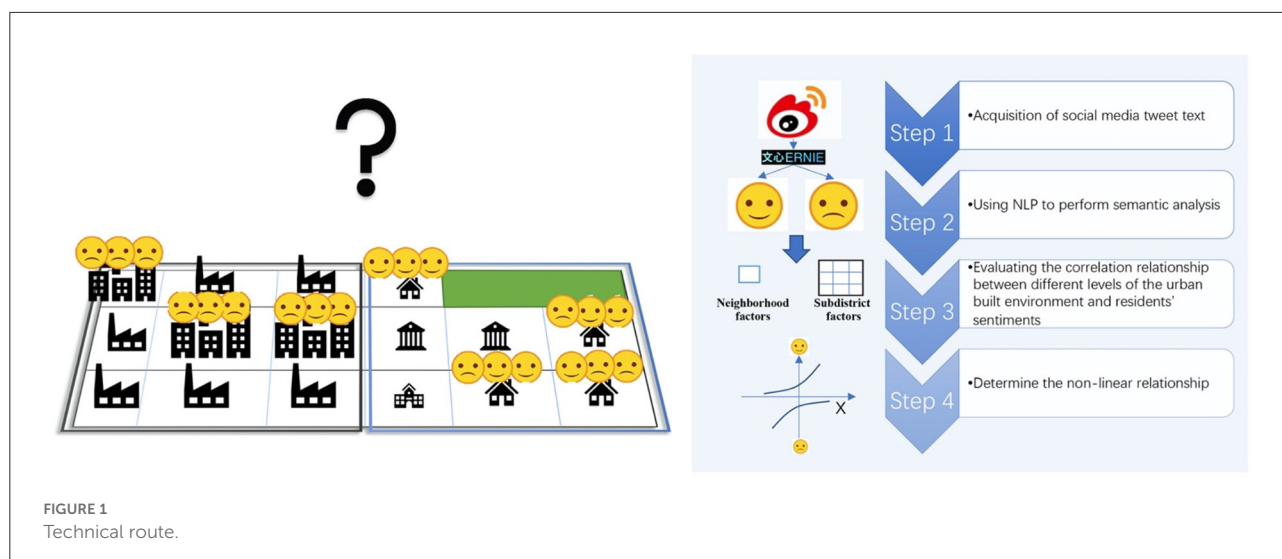 ?
文心ERNIE
Neighborhood
factors
Subdistrict
factors
X
Step 1
•Acquisition of social media tweet text
Step 2
•Using NLP to perform semantic analysis
Step 3
•Evaluating the correlation relationship
between different levels of the urban
built environment and residents'
sentiments
Step 4
•Determine the non-linear relationship
FIGURE 1
Technical route.